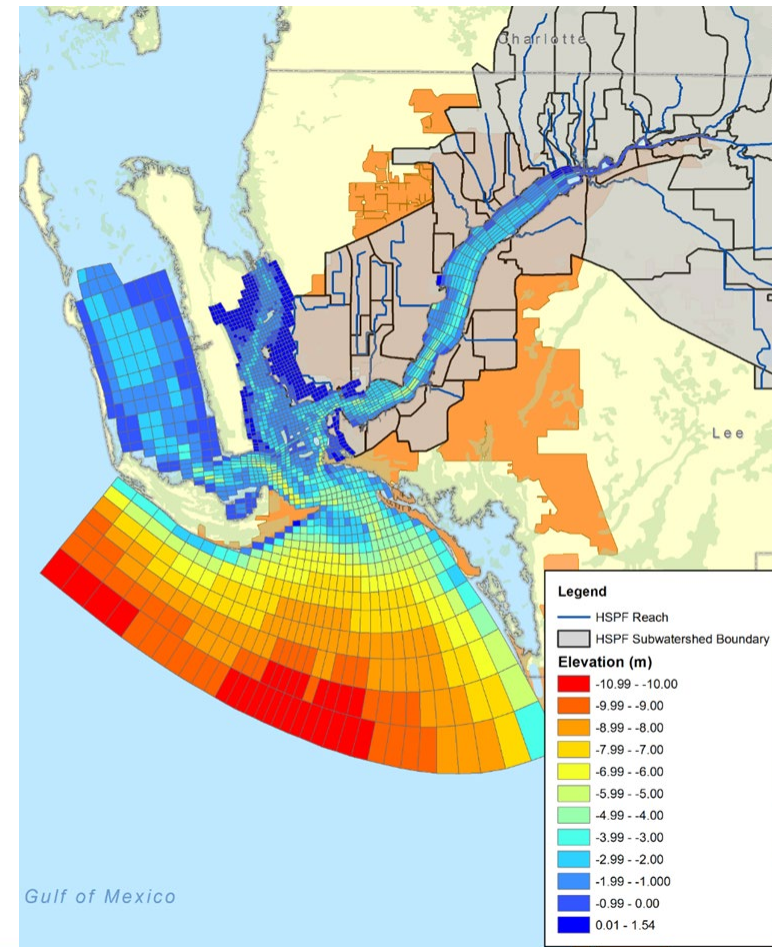 Charlotte
Lee
Gulf of Mexico
Legend
HSPF Reach
HSPF Subwatershed Boundary
Elevation (m)
-10.99 - -10.00
-9.99 - -9.00
-8.99 - -8.00
-7.99 - -7.00
-6.99 - -6.00
-5.99 - -5.00
-4.99 - -4.00
-3.99 - -3.00
-2.99 - -2.00
-1.99 - -1.000
-0.99 - 0.00
0.01 - 1.54